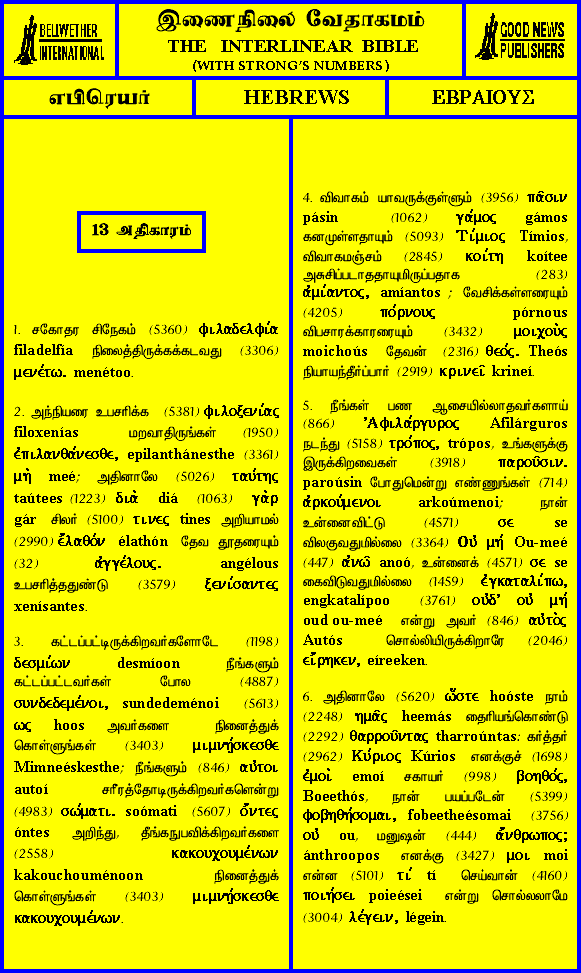 BELLWETHER
INTERNATIONAL
இணைநிலை வேதாகமம்
THE INTERLINEAR BIBLE
(WITH STRONG'S NUMBERS)
GOOD NEWS
PUBLISHERS
எபிரெயர்
HEBREWS
ΕΒΡΑΙΟΥΣ
13 அதிகாரம்
1. சகோதர சிநேகம் (5360) φιλαδελφία
filadelfía நிலைத்திருக்கக்கடவது (3306)
μενέτω. menétoo.
2. அந்நியரை உபசரிக்க (5381) φιλοξενίας
filoxenías மறவாதிருங்கள் (1950)
ἐπιλανθάνεσθε, epilanthánesthe (3361)
μὴ meé; அதினாலே (5026) ταύτης
taútees (1223) διὰ diá (1063) γὰρ
gár சிலர் (5100) τινες tines அறியாமல்
(2990) ἔλαθόν élathón தேவ தூதரையும்
(32) ἀγγέλους. angélous
உபசரித்ததுண்டு (3579) ξενίσαντες
xenísantes.
3. கட்டப்பட்டிருக்கிறவர்களோடே (1198)
δεσμίων desmíoon நீங்களும்
கட்டப்பட்டவர்கள் போல (4887)
συνδεδεμένοι, sundedeménoi (5613)
ως hoos அவர்களை நினைத்துக்
கொள்ளுங்கள் (3403) μιμνήσκεσθε
Mimneéskesthe; நீங்களும் (846) αὐτοι
autoí சரீரத்தோடிருக்கிறவர்களென்று
(4983) σώματι. soómati (5607) ὄντες
óntes அறிந்து, தீங்கநுபவிக்கிறவர்களை
(2558) κακουχουμένων
kakouchouménoon நினைத்துக்
கொள்ளுங்கள் (3403) μιμνήσκεσθε
κακουχουμένων.
4. விவாகம் யாவருக்குள்ளும் (3956) πᾶσιν
pásin (1062) γάμος gámos
கனமுள்ளதாயும் (5093) Τίμιος Tímios,
விவாகமஞ்சம் (2845) κοίτη koítee
அசுசிப்படாததாயுமிருப்பதாக (283)
ἀμίαντος, amíantos ; வேசிக்கள்ளரையும்
(4205) πόρνους pórnous
விபசாரக்காரரையும் (3432) μοιχοὺς
moichoús தேவன் (2316) θεός. Theós
நியாயந்தீர்ப்பார் (2919) κρινεῖ krineí.
5. நீங்கள் பண ஆசையில்லாதவர்களாய்
(866) Ἀφιλάργυρος Afilárguros
நடந்து (5158) τρόπος, trópos, உங்களுக்கு
இருக்கிறவைகள் (3918) παροῦσιν.
paroúsin போதுமென்று எண்ணுங்கள் (714)
ἀρκούμενοι arkoúmenoi; நான்
உன்னைவிட்டு (4571) σε se
விலகுவதுமில்லை (3364) Οὐ μή Ou-meé
(447) ἀνῶ anoó, உன்னைக் (4571) σε se
கைவிடுவதுமில்லை (1459) ἐγκαταλίπω,
engkatalípoo (3761) οὐδ' οὐ μή
oud ou-meé என்று அவர் (846) αὐτὸς
Autós சொல்லியிருக்கிறாரே (2046)
εἴρηκεν, eíreeken.
6. அதினாலே (5620) ὥστε hoóste நாம்
(2248) ημᾶς heemás தைரியங்கொண்டு
(2292) θαρροῦντας tharroúntas; கர்த்தர்
(2962) Κύριος Kúrios எனக்குச் (1698)
ἐμοὶ emoí சகாயர் (998) βοηθός,
Boeethós, நான் பயப்படேன் (5399)
φοβηθήσομαι, fobeetheésomai (3756)
οὐ ou, மனுஷன் (444) ἄνθρωπος;
ánthroopos எனக்கு (3427) μοι moi
என்ன (5101) τί tí செய்வான் (4160)
ποιήσει poieései என்று சொல்லலாமே
(3004) λέγειν, légein.